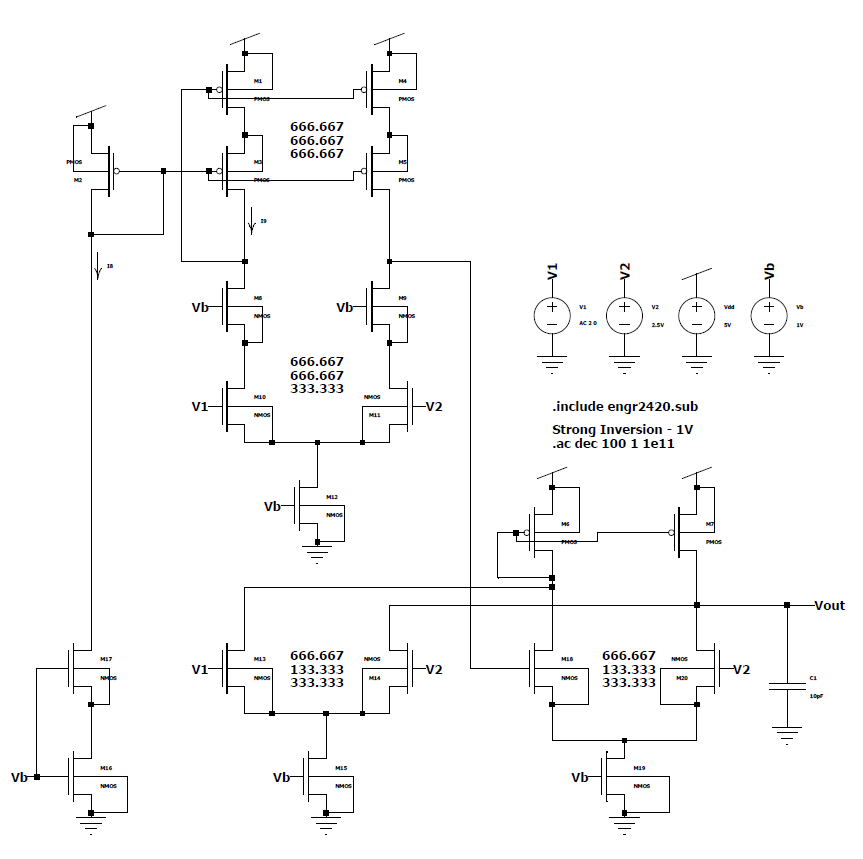 M1
PMOS
M4
PMOS
666.667
666.667
666.667
PMOS
M2
M3
PMOS
M5
PMOS
I9
I8
Vb
M8
NMOS
Vb
M9
NMOS
V1
V2
Vb
V1
AC 2 0
V2
2.5V
Vdd
5V
Vb
1V
666.667
666.667
333.333
V1
M10
NMOS
NMOS
M11
V2
.include engr2420.sub
Strong Inversion - 1V
.ac dec 100 1 1e11
Vb
M12
NMOS
M6
PMOS
M7
PMOS
Vout
M17
NMOS
V1
M13
NMOS
666.667
133.333
333.333
NMOS
M14
V2
M18
NMOS
666.667
133.333
333.333
NMOS
M20
V2
C1
10pF
Vb
M16
NMOS
Vb
M15
NMOS
Vb
M19
NMOS